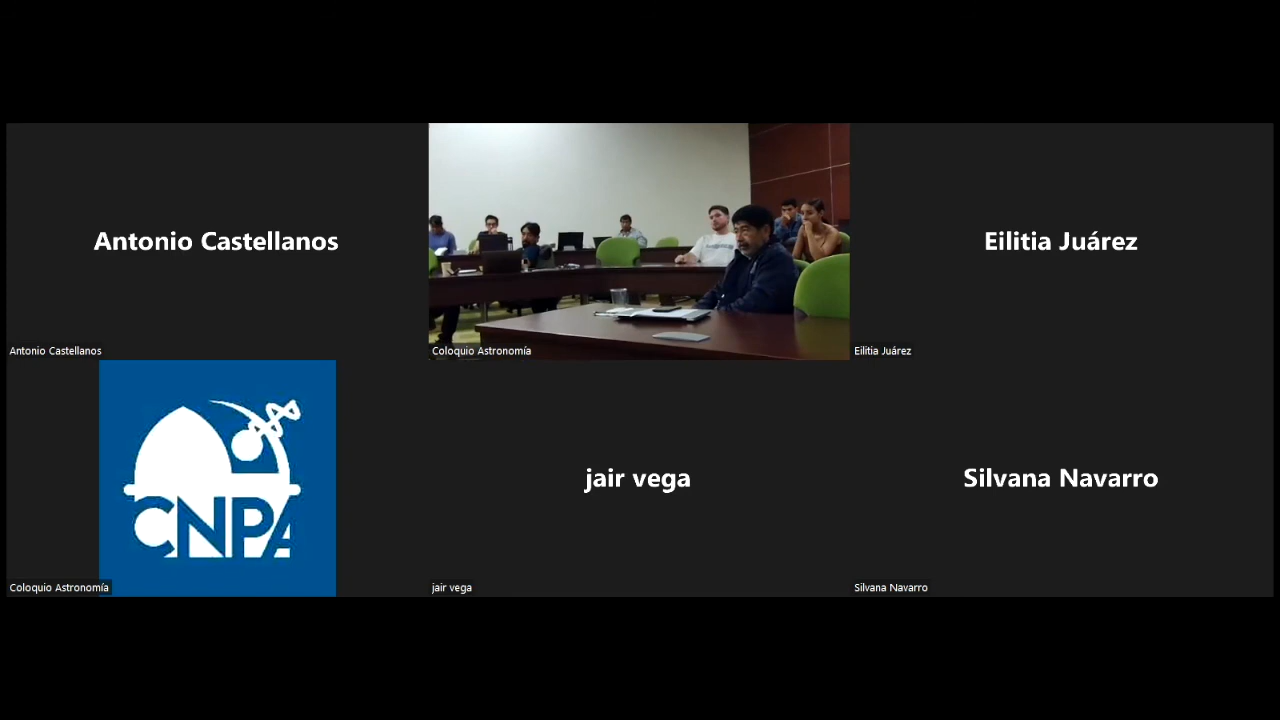 Antonio Castellanos
Eilitia Juárez
Antonio Castellanos
Coloquio Astronomía
Eilitia Juárez
CNPA
jair vega
Silvana Navarro
Coloquio Astronomía
jair vega
Silvana Navarro